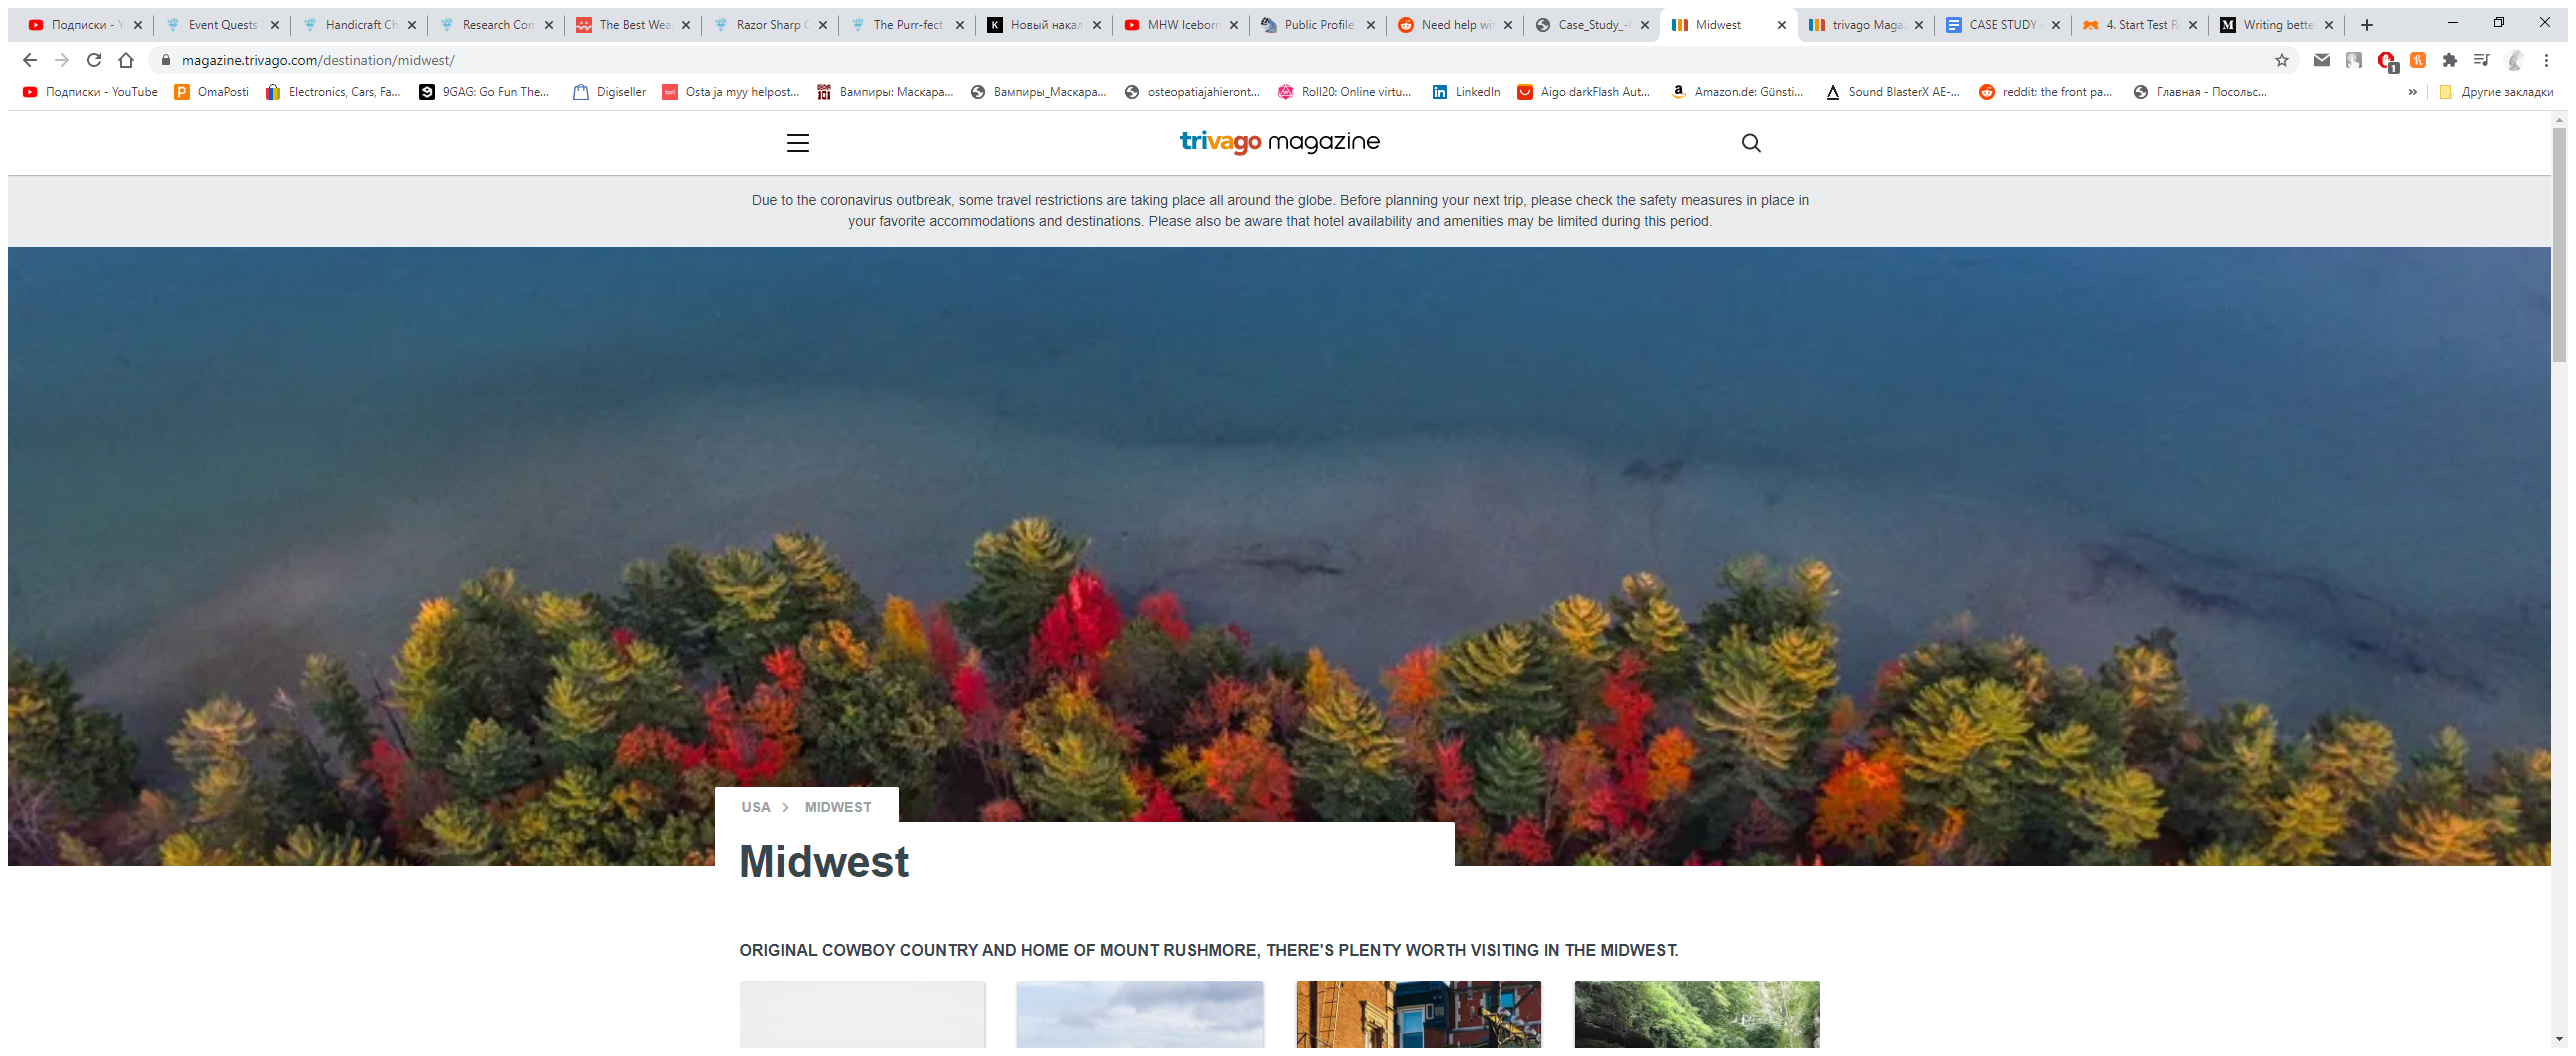 Подписки - Y
Event Quests
Handicraft Ch
Research Com
The Best Wea
Razor Sharp
The Purr-fect
Новый накал
MHW Iceborn
Public Profile
Need help wit
Case_Study_-
Midwest
trivago Maga
CASE STUDY
4. Start Test R
Writing bette
magazine.trivago.com/destination/midwest/
1
Подписки - YouTube
OmaPosti
Electronics, Cars, Fa...
9GAG: Go Fun The...
Digiseller
Osta ja myy helpost...
Вампиры: Маскара...
Вампиры_Маскара...
osteopatiajahieront...
Roll20: Online virtu...
LinkedIn
Aigo darkFlash Aut...
Amazon.de: Günsti...
Sound BlasterX AE-...
reddit: the front pa...
Главная - Посольс...
»
Другие закладки
trivago magazine
Due to the coronavirus outbreak, some travel restrictions are taking place all around the globe. Before planning your next trip, please check the safety measures in place in
your favorite accommodations and destinations. Please also be aware that hotel availability and amenities may be limited during this period.
USA > MIDWEST
Midwest
ORIGINAL COWBOY COUNTRY AND HOME OF MOUNT RUSHMORE, THERE'S PLENTY WORTH VISITING IN THE MIDWEST.